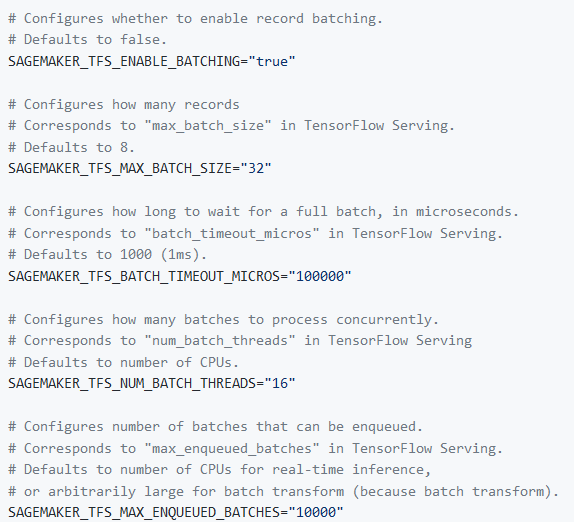 # Configures whether to enable record batching.
# Defaults to false.
SAGEMAKER_TFS_ENABLE_BATCHING="true"
# Configures how many records
# Corresponds to "max_batch_size" in TensorFlow Serving.
# Defaults to 8.
SAGEMAKER_TFS_MAX_BATCH_SIZE="32"
# Configures how long to wait for a full batch, in microseconds.
# Corresponds to "batch_timeout_micros" in TensorFlow Serving.
# Defaults to 1000 (1ms).
SAGEMAKER_TFS_BATCH_TIMEOUT_MICROS="100000"
# Configures how many batches to process concurrently.
# Corresponds to "num_batch_threads" in TensorFlow Serving
# Defaults to number of CPUs.
SAGEMAKER_TFS_NUM_BATCH_THREADS="16"
# Configures number of batches that can be enqueued.
# Corresponds to "max_enqueued_batches" in TensorFlow Serving.
# Defaults to number of CPUs for real-time inference,
# or arbitrarily large for batch transform (because batch transform).
SAGEMAKER_TFS_MAX_ENQUEUED_BATCHES="10000"